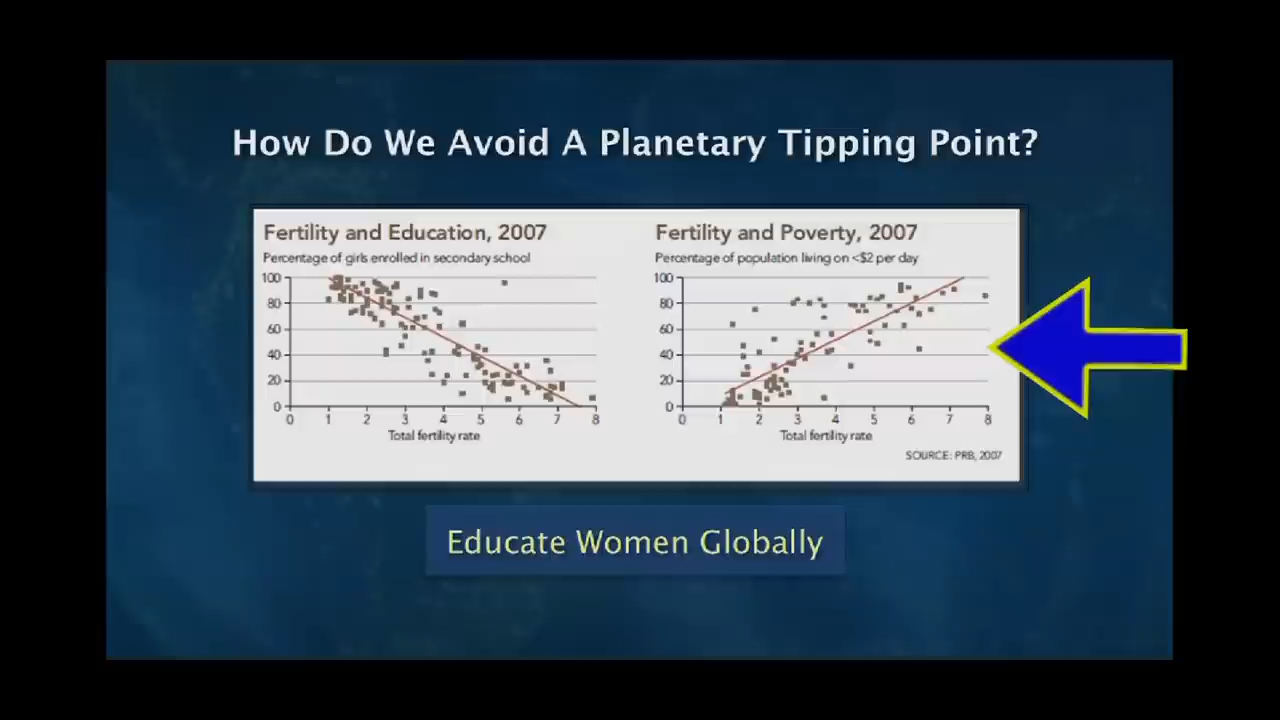 How Do We Avoid A Planetary Tipping Point?
Fertility and Education, 2007
Percentage of girls enrolled in secondary school
100
80
60
40
20
0
0 1 2 3 4 5 6 7 8
Total fertility rate
Fertility and Poverty, 2007
Percentage of population living on <$2 per day
100
80
60
40
20
0
0 1 2 3 4 5 6 7 8
Total fertility rate
SOURCE: PRB, 2007
Educate Women Globally